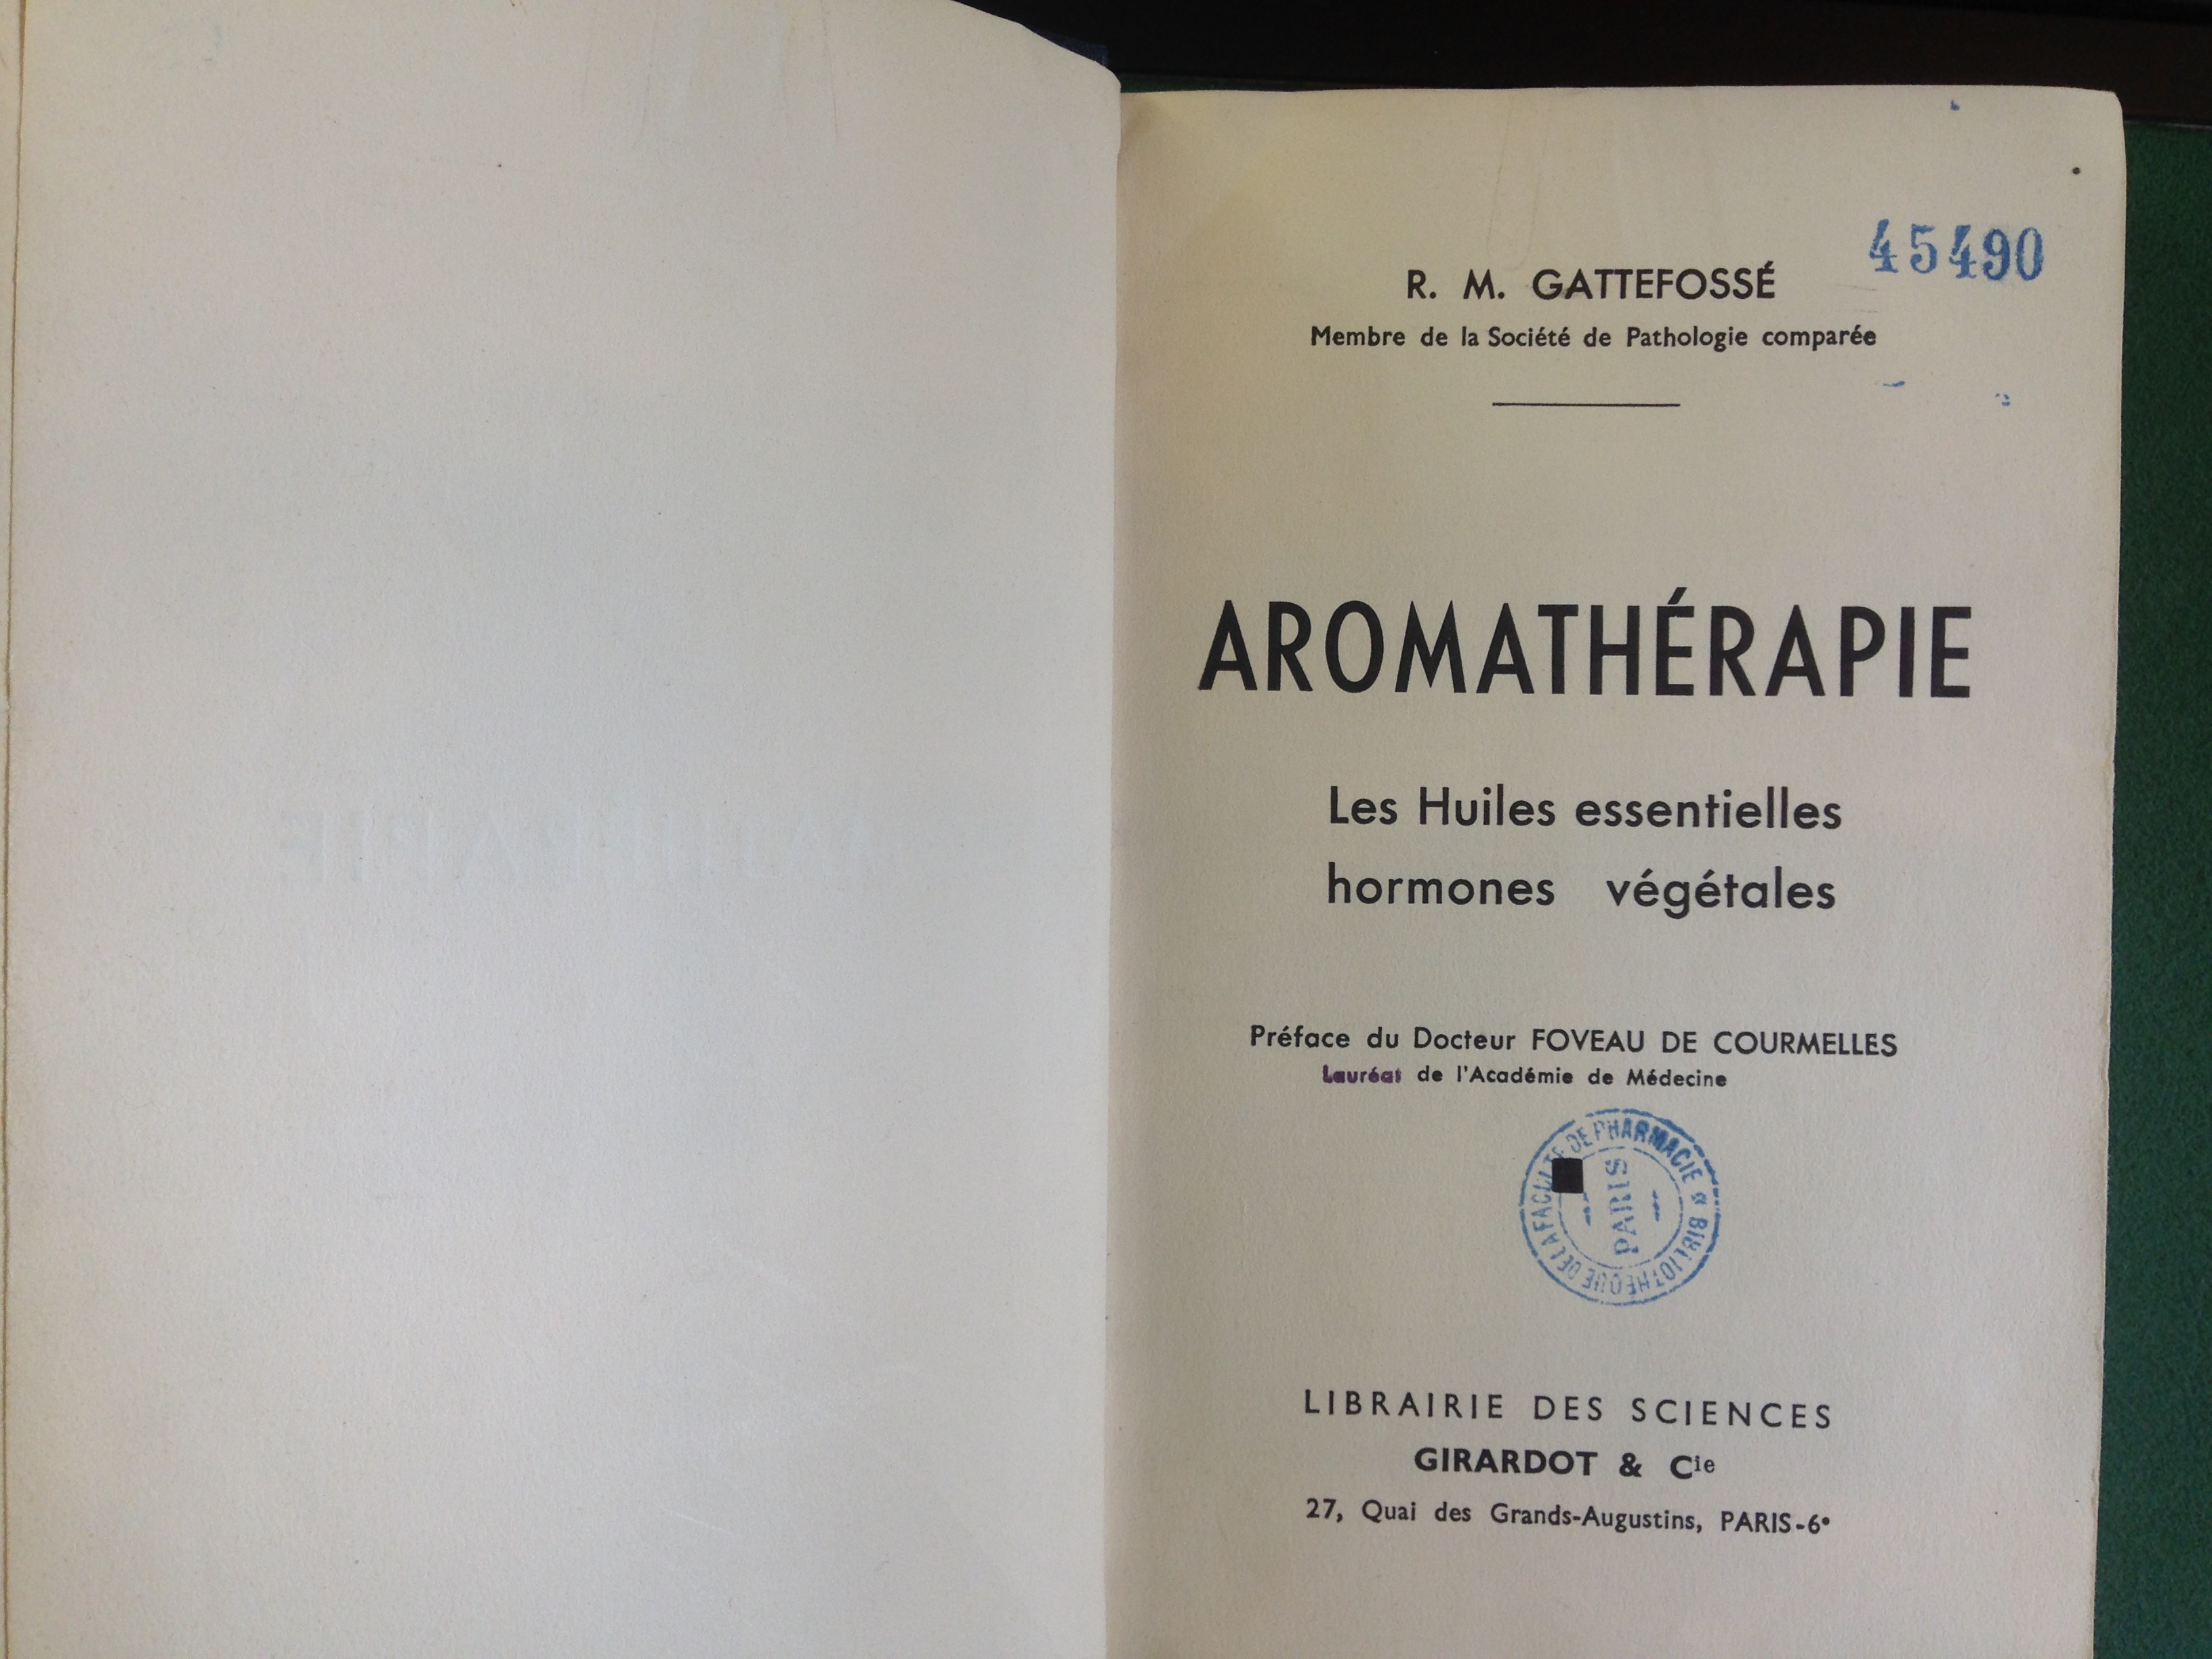 45490
R. M. GATTEFOSSÉ
Membre de la Société de Pathologie comparée
AROMATHÉRAPIE
Les Huiles essentielles
hormones végétales
Préface du Docteur FOVEAU DE COURMELLES
Lauréat de l'Académie de Médecine
BIBLIOTHÈQUE DE LA FACULTÉ DE PHARMACIE
PARIS
LIBRAIRIE DES SCIENCES
GIRARDOT & Cie
27, Quai des Grands-Augustins, PARIS-6e